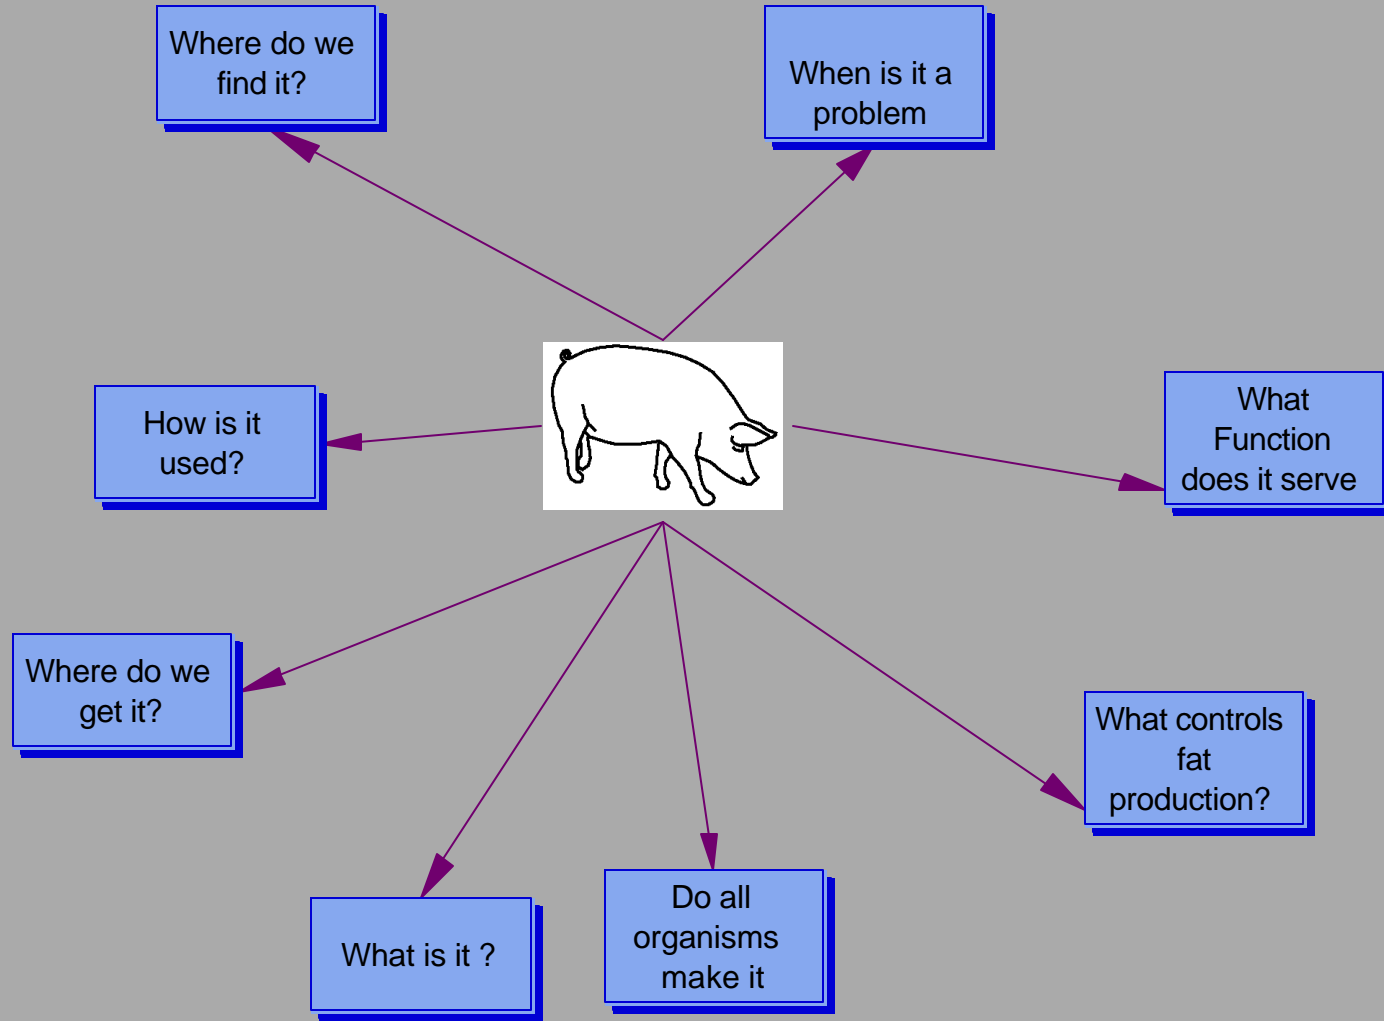 Where do we
find it?
When is it a
problem
How is it
used?
What
Function
does it serve
Where do we
get it?
What controls
fat
production?
What is it ?
Do all
organisms
make it